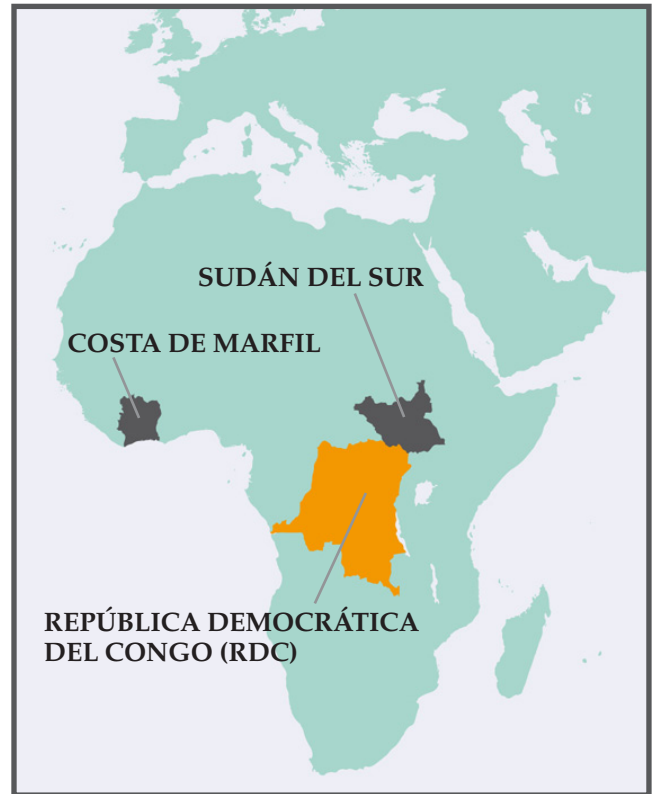 SUDÁN DEL SUR
COSTA DE MARFIL
REPÚBLICA DEMOCRÁTICA
DEL CONGO (RDC)